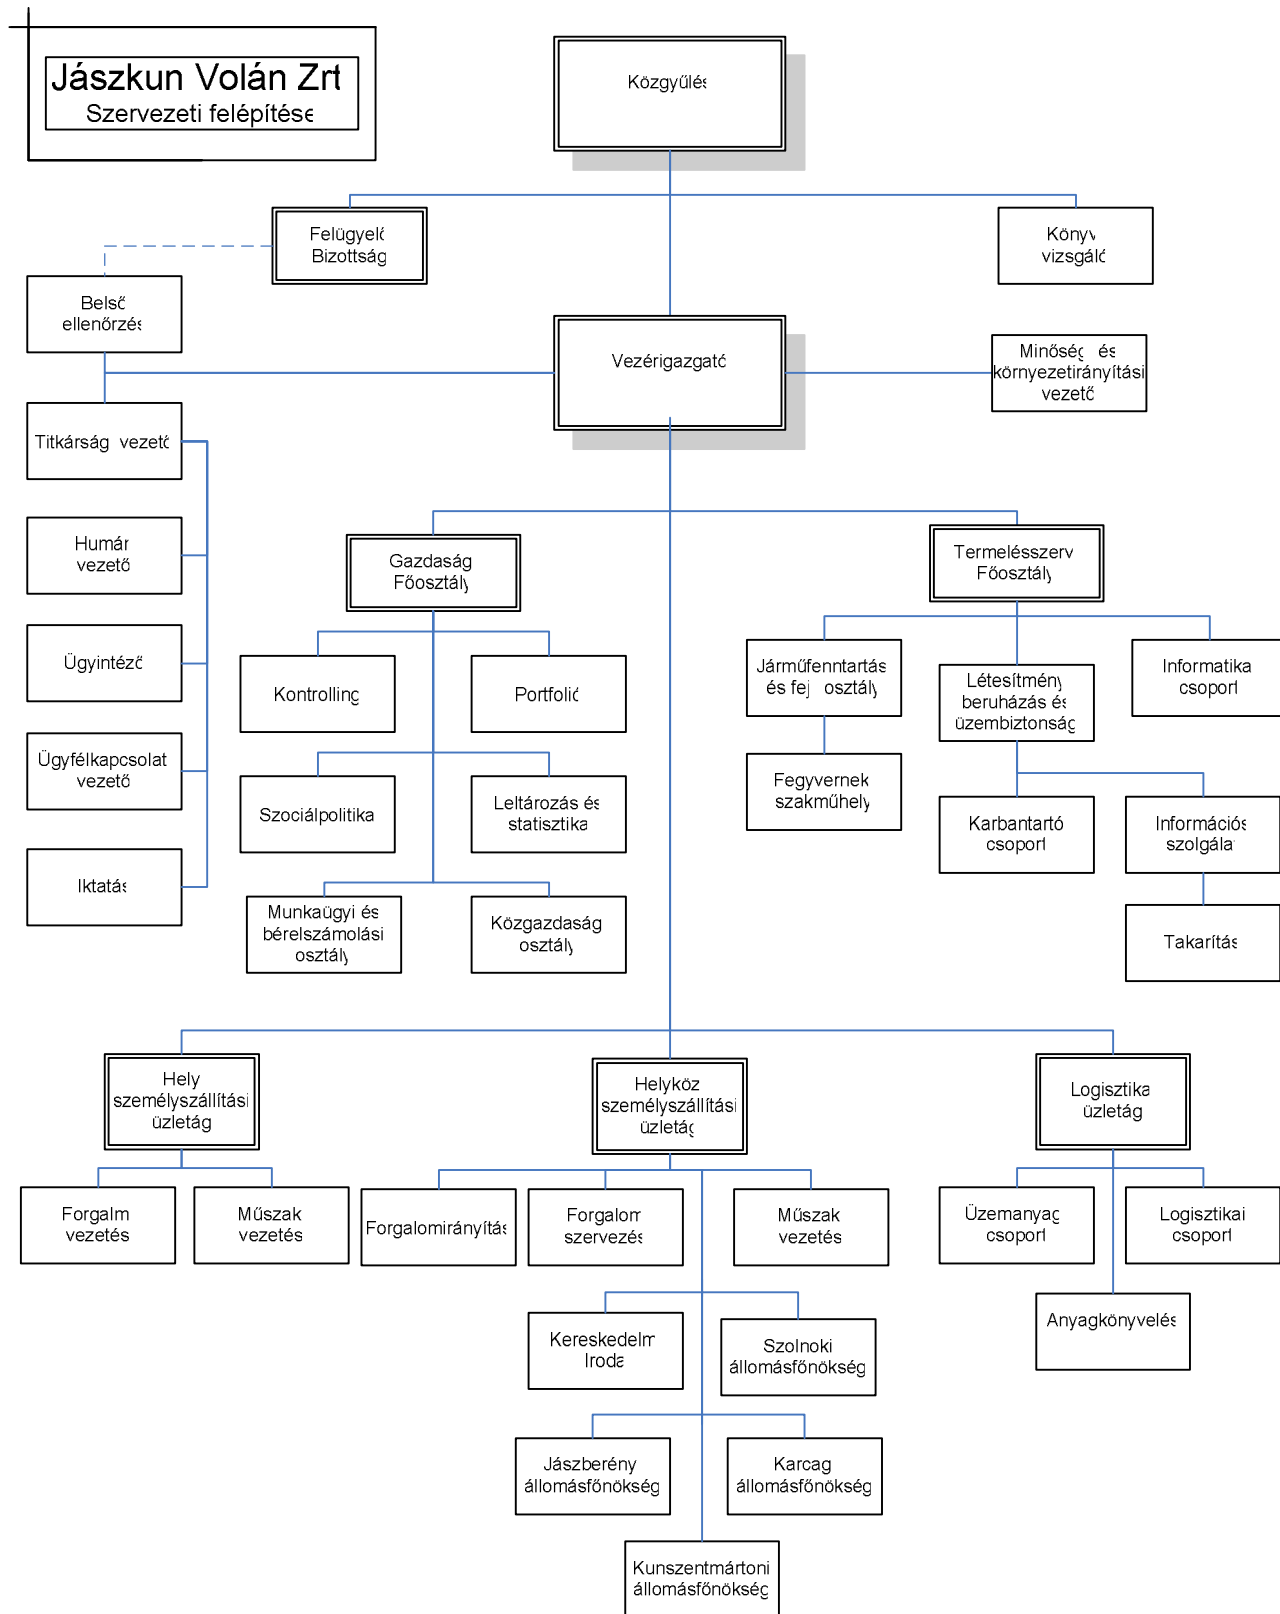 Jászkun Volán Zrt
Szervezeti felépítése
Közgyűlés
Felügyelő
Bizottság
Könyv
vizsgáló
Belső
ellenőrzés
Vezérigazgató
Minőség és
környezetirányítási
vezető
Titkárság vezető
Humán
vezető
Ügyintéző
Ügyfélkapcsolat
vezető
Iktatás
Gazdaság
Főosztály
Termelésszerv
Főosztály
Kontrolling
Portfolió
Szociálpolitika
Leltározás és
statisztika
Munkaügyi és
bérelszámolási
osztály
Közgazdaság
osztály
Járműfenntartás
és fej osztály
Létesítmény
beruházás és
üzembiztonság
Informatika
csoport
Fegyvernek
szakműhely
Karbantartó
csoport
Információs
szolgálat
Takarítás
Hely
személyszállítási
üzletág
Helyköz
személyszállítási
üzletág
Logisztika
üzletág
Forgalm
vezetés
Műszak
vezetés
Forgalomirányítás
Forgalom
szervezés
Műszak
vezetés
Üzemanyag
csoport
Logisztikai
csoport
Kereskedelm
Iroda
Szolnoki
állomásfőnökség
Anyagkönyvelés
Jászberény
állomásfőnökség
Karcag
állomásfőnökség
Kunszentmártoni
állomásfőnökség